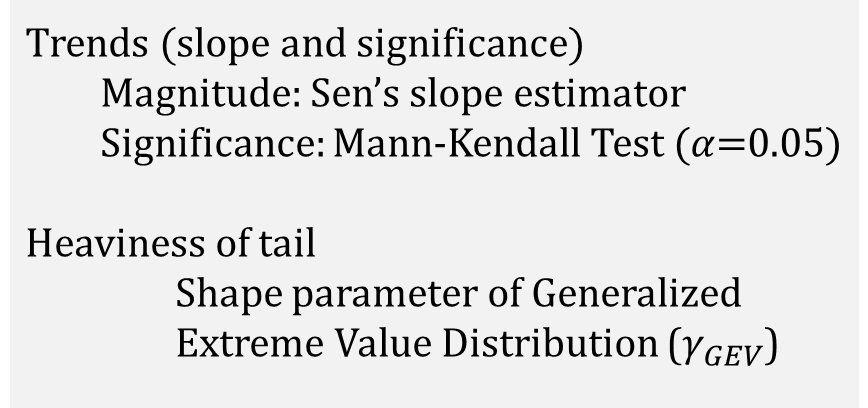 Trends (slope and significance)
Magnitude: Sen’s slope estimator
Significance: Mann-Kendall Test (α=0.05)
Heaviness of tail
Shape parameter of Generalized
Extreme Value Distribution (γ_GEV)